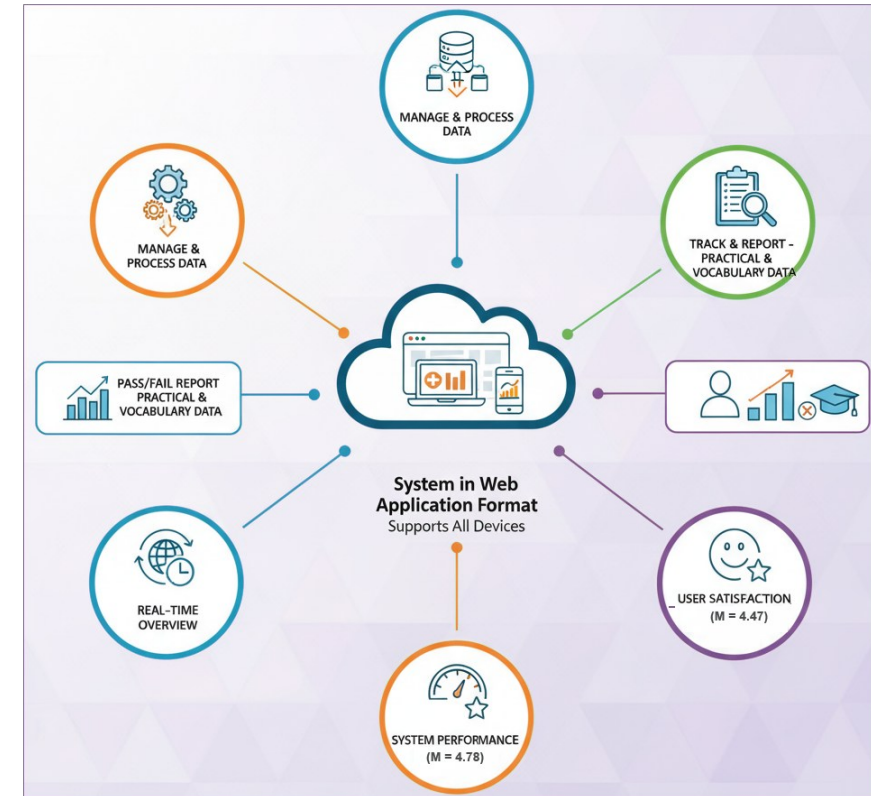 MANAGE & PROCESS
DATA
MANAGE &
PROCESS DATA
TRACK & REPORT -
PRACTICAL &
VOCABULARY DATA
PASS/FAIL REPORT
PRACTICAL &
VOCABULARY DATA
System in Web
Application Format
Supports All Devices
REAL-TIME
OVERVIEW
_USER SATISFACTION
(M = 4.47)
SYSTEM PERFORMANCE
(M = 4.78)